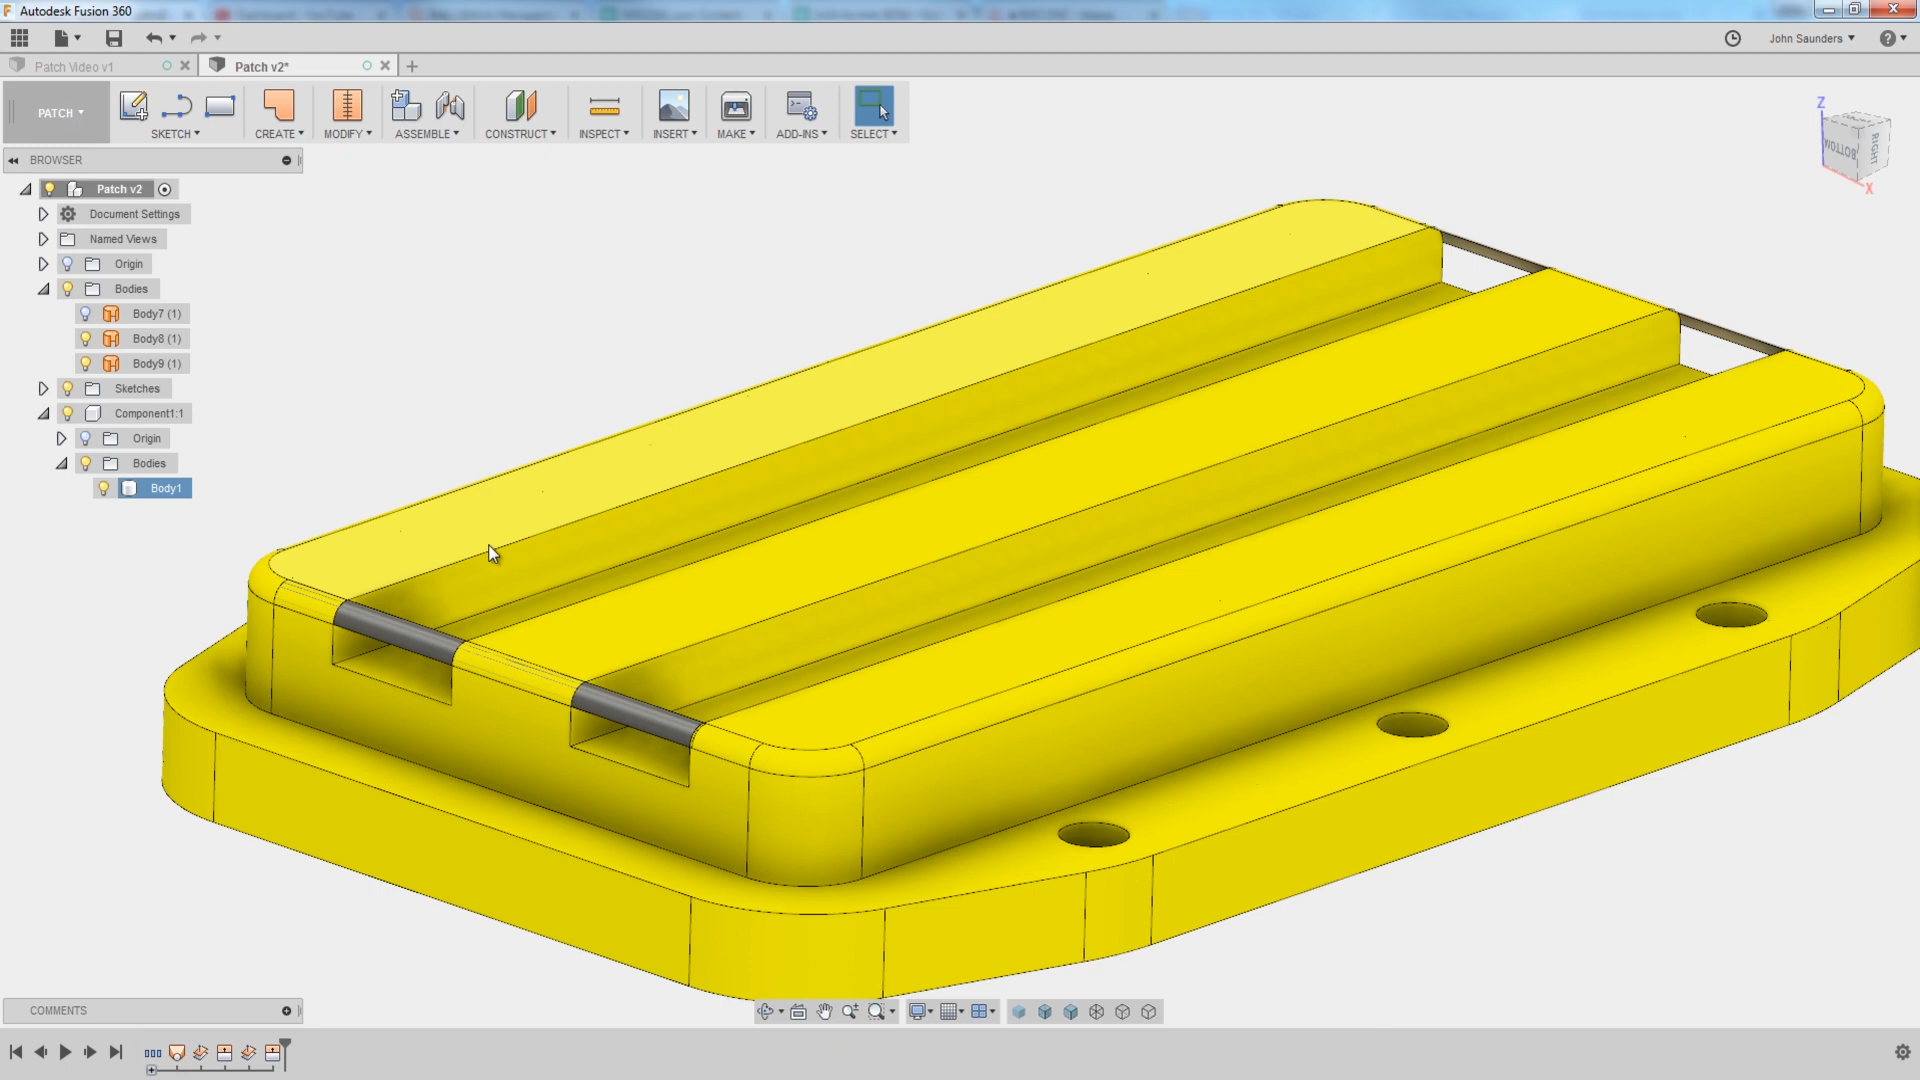 Autodesk Fusion 360
John Saunders
Patch Video v1
Patch v2*
PATCH
SKETCH
CREATE
MODIFY
ASSEMBLE
CONSTRUCT
INSPECT
INSERT
MAKE
ADD-INS
SELECT
BROWSER
Patch v2
Document Settings
Named Views
Origin
Bodies
Body7 (1)
Body8 (1)
Body9 (1)
Sketches
Component1:1
Origin
Bodies
Body1
Z
BOTTOM
RIGHT
X
COMMENTS